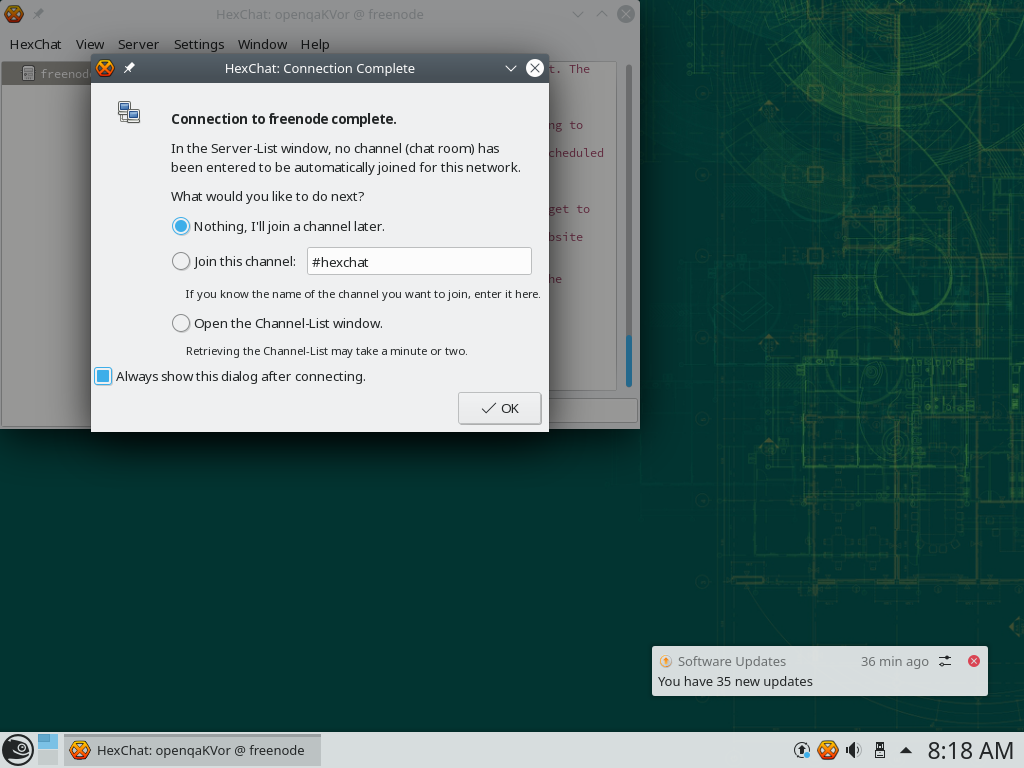 HexChat: openqaKVor @ freenode
HexChat View Server Settings Window Help
freenode
t. The
HexChat: Connection Complete
Connection to freenode complete.
ng to
In the Server-List window, no channel (chat room) has
been entered to be automatically joined for this network.
cheduled
What would you like to do next?
get to
Nothing, I'll join a channel later.
bsite
Join this channel: #hexchat
he
If you know the name of the channel you want to join, enter it here.
Open the Channel-List window.
Retrieving the Channel-List may take a minute or two.
Always show this dialog after connecting.
OK
Software Updates 36 min ago
You have 35 new updates
HexChat: openqaKVor @ freenode
8:18 AM